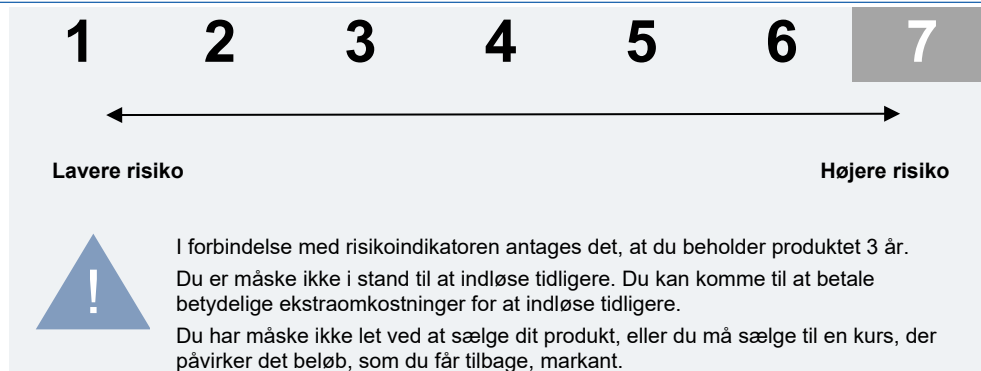 1 2 3 4 5 6 7
Lavere risiko Højere risiko
!
I forbindelse med risikoindikatoren antages det, at du beholder produktet 3 år.
Du er måske ikke i stand til at indløse tidligere. Du kan komme til at betale
betydelige ekstraomkostninger for at indløse tidligere.
Du har måske ikke let ved at sælge dit produkt, eller du må sælge til en kurs, der
påvirker det beløb, som du får tilbage, markant.